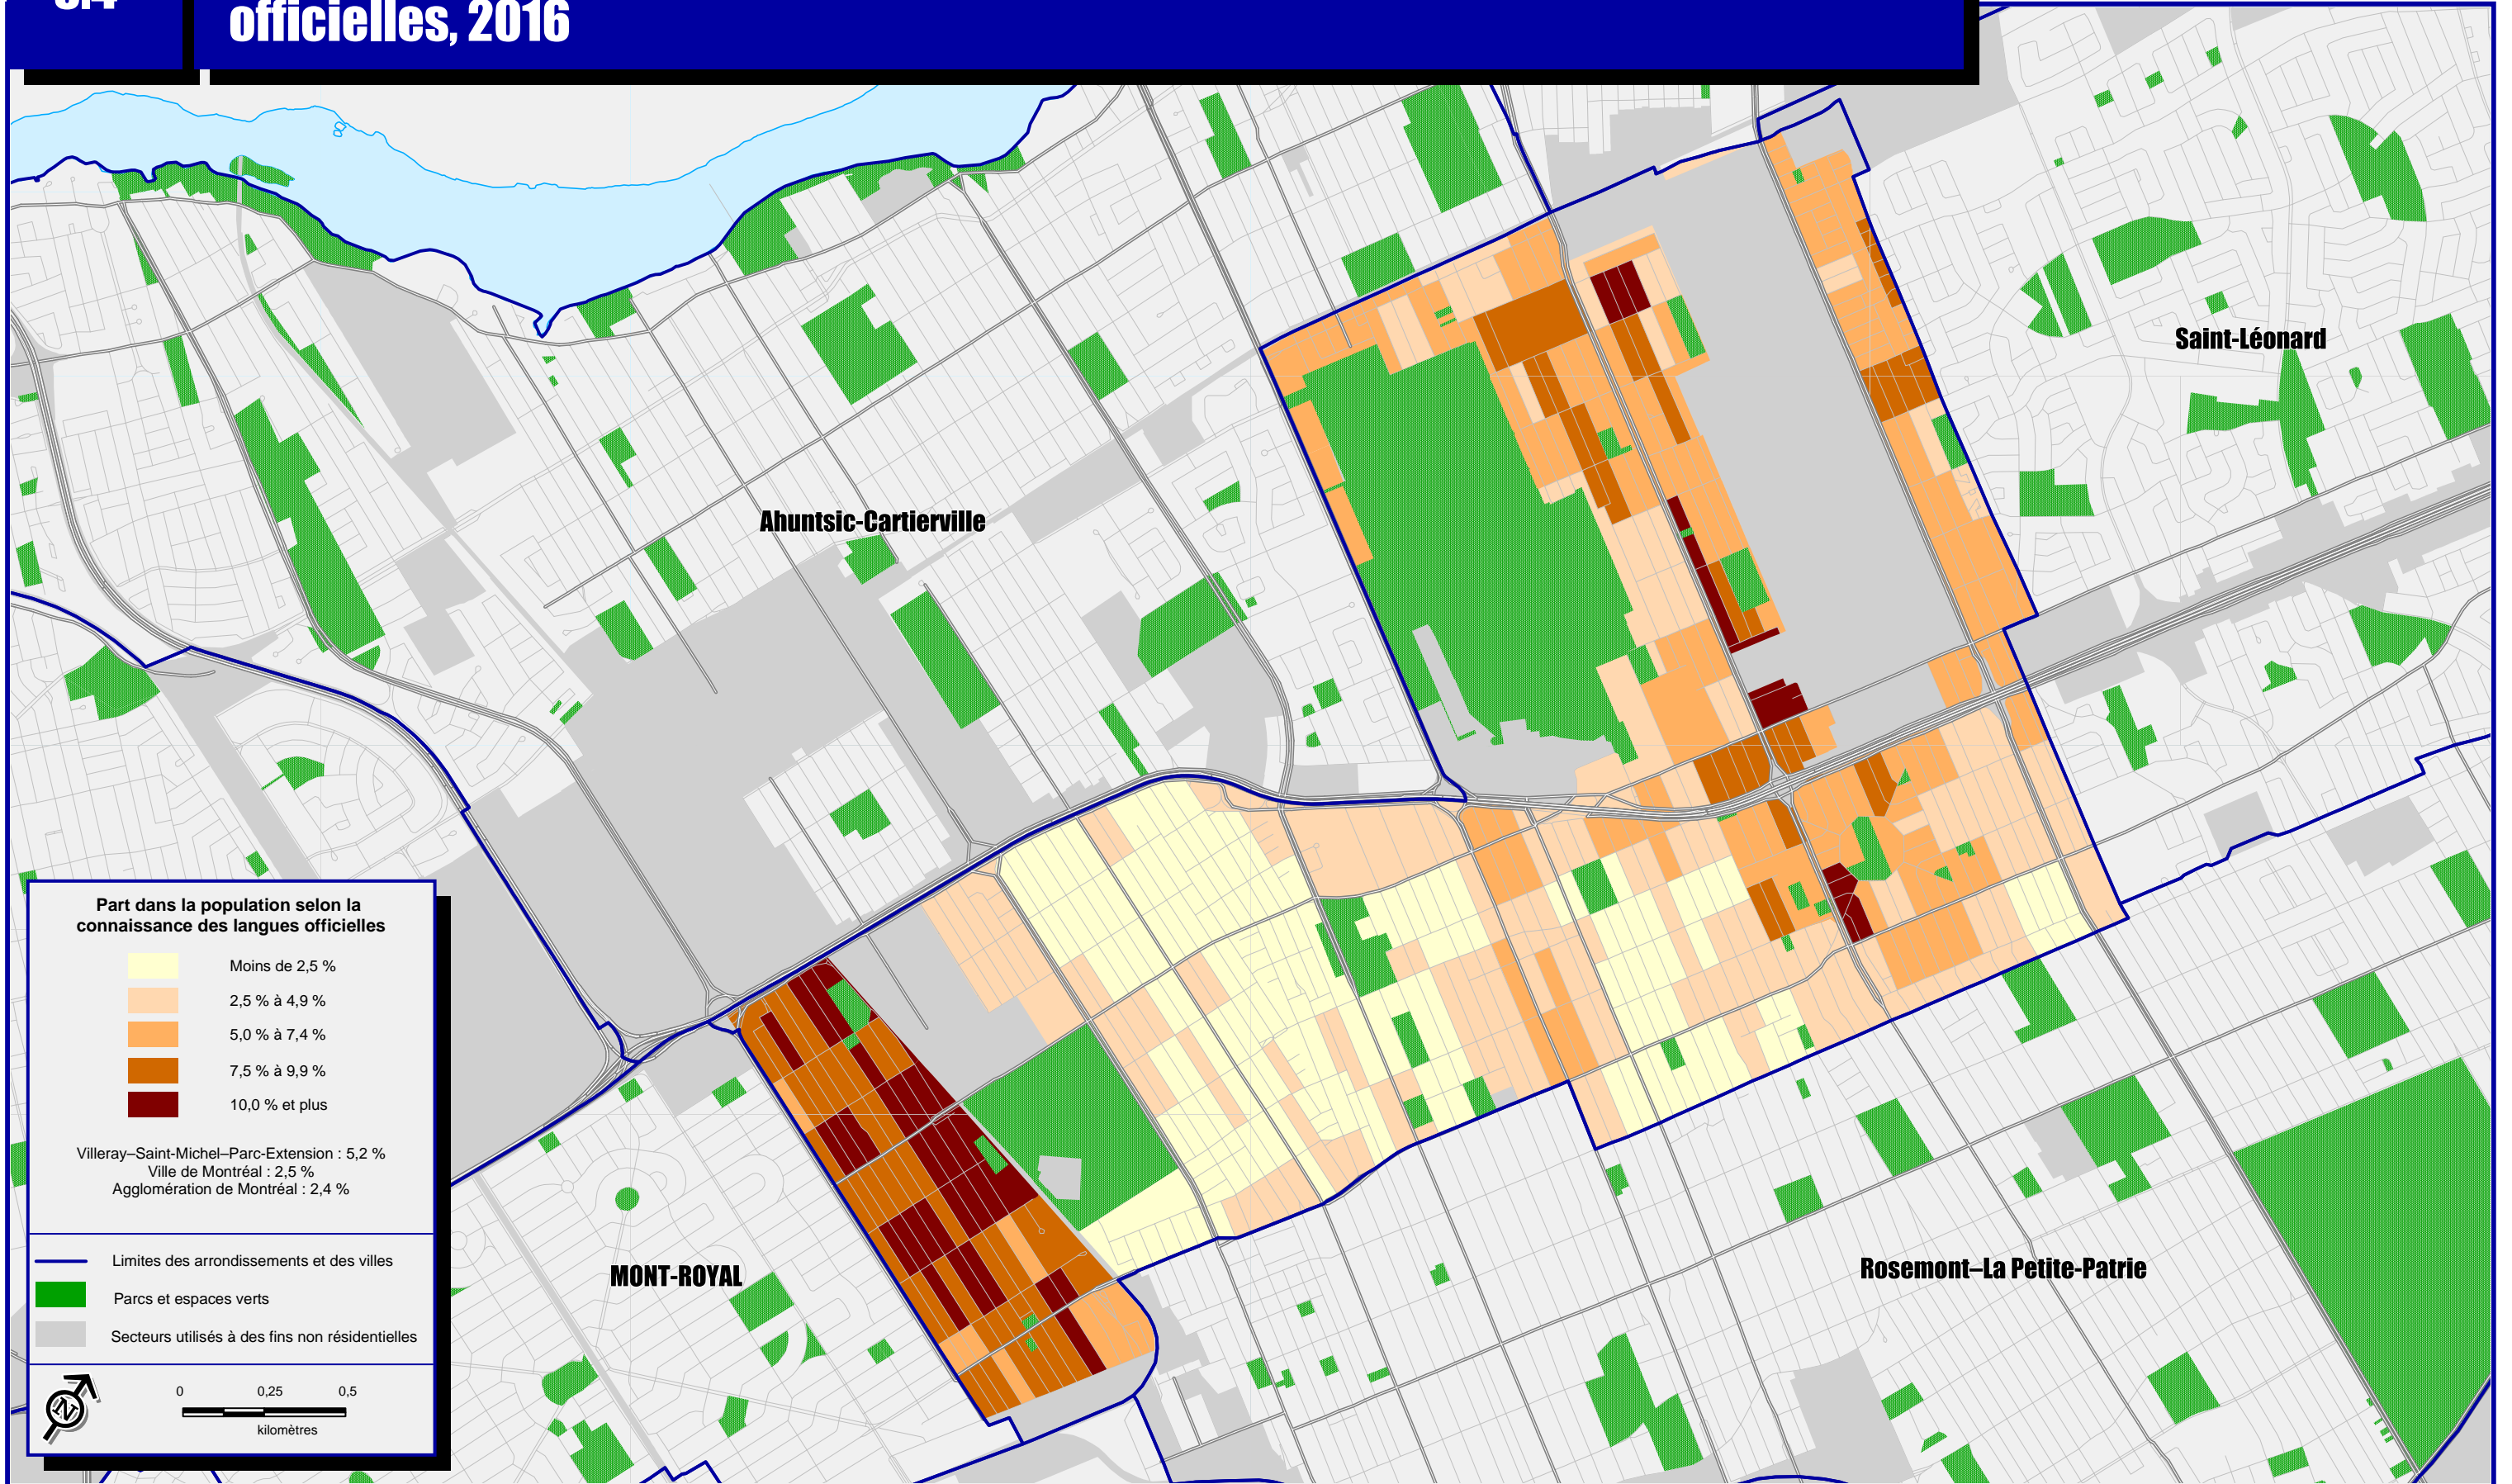 officielles, 2016
Saint-Léonard
Ahuntsic-Cartierville
MONT-ROYAL
Rosemont–La Petite-Patrie
Part dans la population selon la
connaissance des langues officielles
Moins de 2,5 %
2,5 % à 4,9 %
5,0 % à 7,4 %
7,5 % à 9,9 %
10,0 % et plus
Villeray–Saint-Michel–Parc-Extension : 5,2 %
Ville de Montréal : 2,5 %
Agglomération de Montréal : 2,4 %
Limites des arrondissements et des villes
Parcs et espaces verts
Secteurs utilisés à des fins non résidentielles
N
0 0,25 0,5
kilomètres